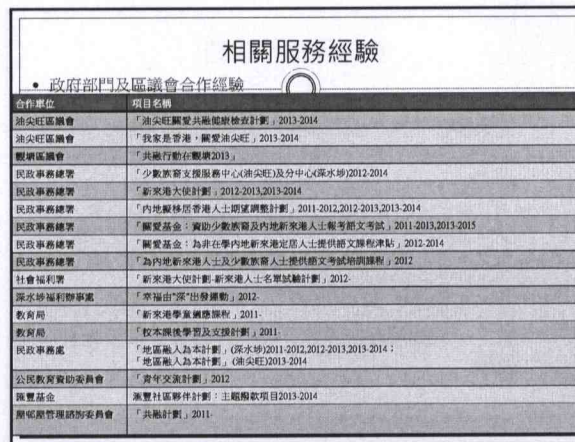 相關服務經驗
• 政府部門及區議會合作經驗
合作單位 項目名稱
油尖旺區議會 「油尖旺關愛共融健康檢查計劃」2013-2014
油尖旺區議會 「我家是香港・關愛油尖旺」2013-2014
觀塘區議會 「共融行動在觀塘2013」
民政事務總署 「少數族裔支援服務中心(油尖旺)及分中心(深水埗)2012-2014
民政事務總署 「新來港大使計劃」2012-2013,2013-2014
民政事務總署 「內地擬移居香港人士期望調整計劃」2011-2012,2012-2013,2013-2014
民政事務總署 「關愛基金：資助少數族裔及內地新來港人士報考語文考試」2011-2013,2013-2015
民政事務總署 「關愛基金：為非在學內地新來港定居人士提供語文課程津貼」2012-2014
民政事務總署 「為內地新來港人士及少數族裔人士提供語文考試培訓課程」2012
社會福利署 「新來港大使計劃-新來港人士名單試驗計劃」2012-
深水埗福利辦事處 「幸福由"深"出發運動」2012-
教育局 「新來港學童適應課程」2011-
教育局 「校本課後學習及支援計劃」2011-
民政事務處 「地區融人為本計劃」(深水埗)2011-2012,2012-2013,2013-2014；
「地區融人為本計劃」(油尖旺)2013-2014
公民教育資助委員會 「青年交流計劃」2012
滙豐基金 滙豐社區夥伴計劃：主題撥款項目2013-2014
屋邨管理諮詢委員會 「共融計劃」2011-